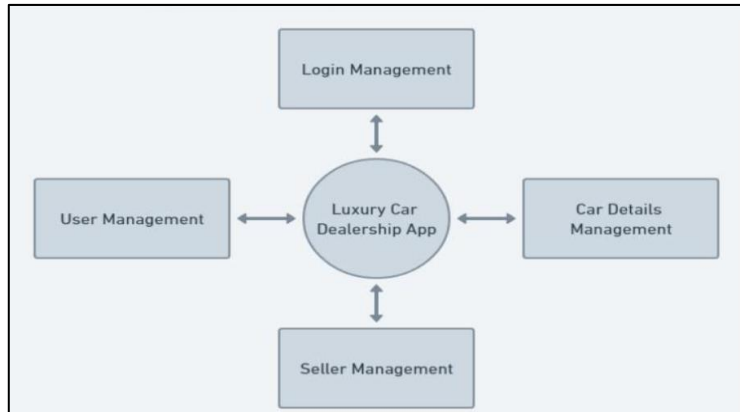 Login Management
User Management
Luxury Car
Dealership App
Car Details
Management
Seller Management